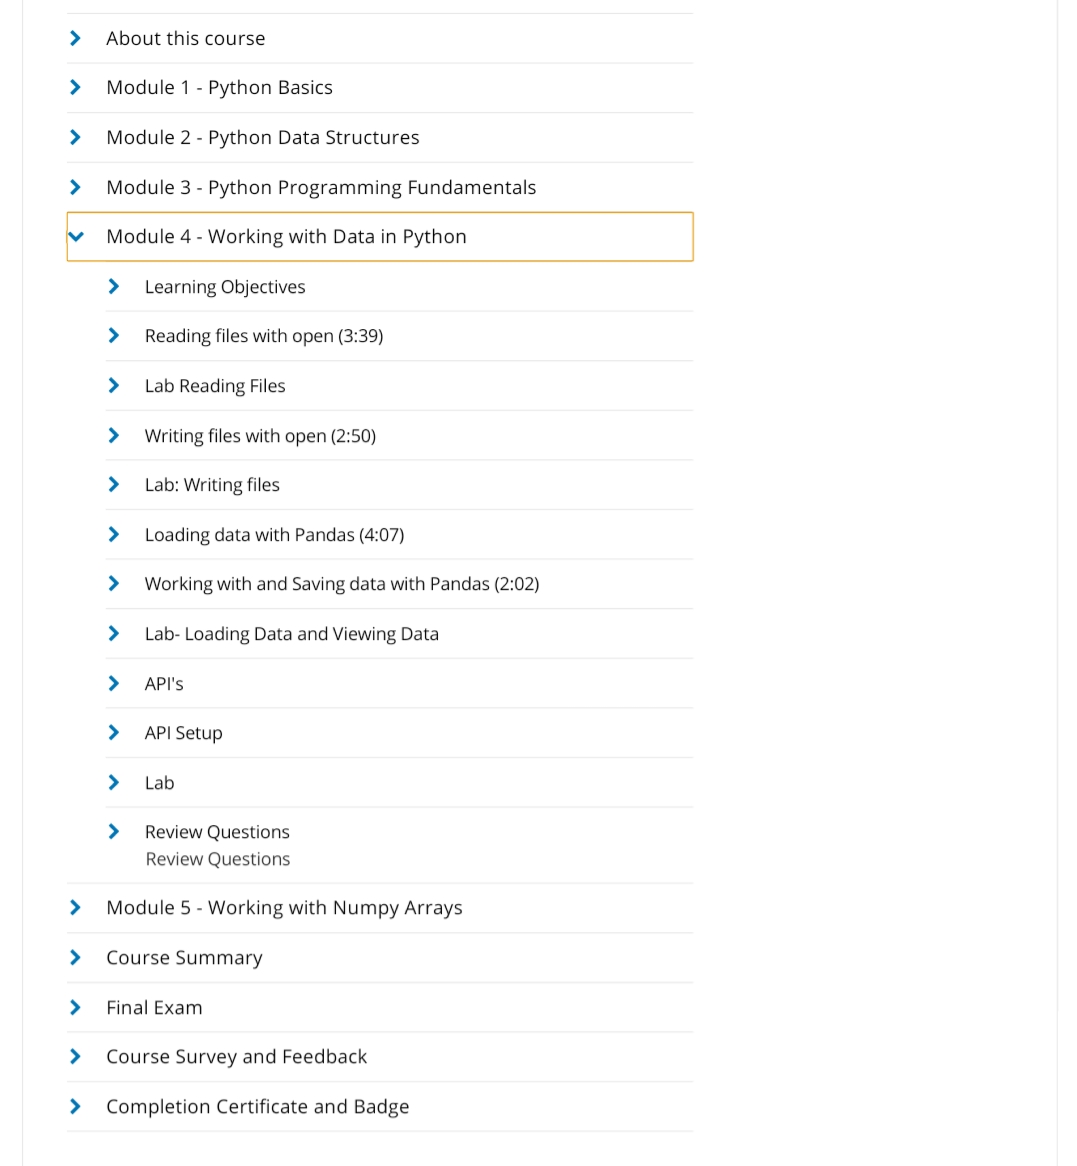 About this course
Module 1 - Python Basics
Module 2 - Python Data Structures
Module 3 - Python Programming Fundamentals
Module 4 - Working with Data in Python
Learning Objectives
Reading files with open (3:39)
Lab Reading Files
Writing files with open (2:50)
Lab: Writing files
Loading data with Pandas (4:07)
Working with and Saving data with Pandas (2:02)
Lab- Loading Data and Viewing Data
API's
API Setup
Lab
Review Questions
Review Questions
Module 5 - Working with Numpy Arrays
Course Summary
Final Exam
Course Survey and Feedback
Completion Certificate and Badge